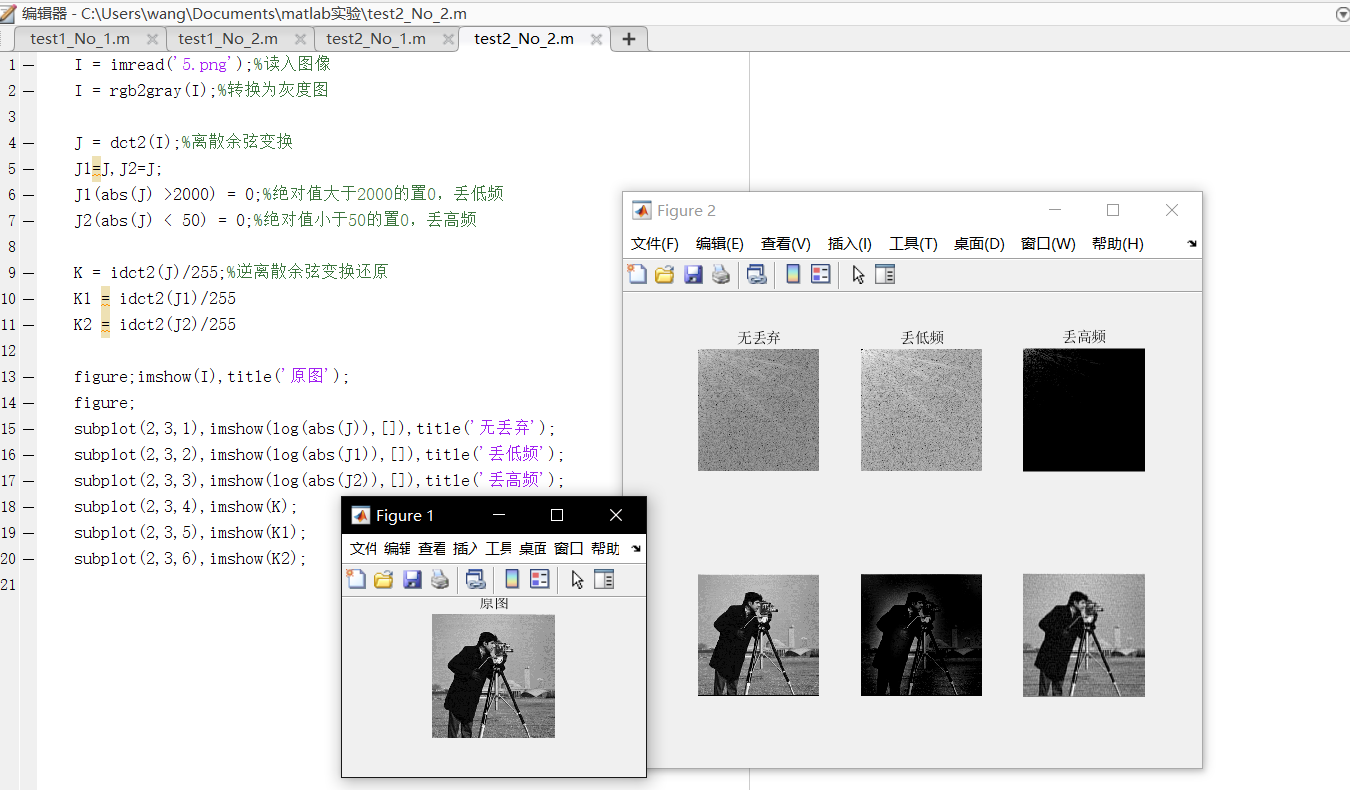 编辑器 - C:\Users\wang\Documents\matlab实验\test2_No_2.m
test1_No_1.m test1_No_2.m test2_No_1.m test2_No_2.m
1 I = imread('5.png');%读入图像
2 I = rgb2gray(I);%转换为灰度图
3
4 J = dct2(I);%离散余弦变换
5 J1=J,J2=J;
6 J1(abs(J) >2000) = 0;%绝对值大于2000的置0，丢低频
7 J2(abs(J) < 50) = 0;%绝对值小于50的置0，丢高频
8
9 K = idct2(J)/255;%逆离散余弦变换还原
10 K1 = idct2(J1)/255
11 K2 = idct2(J2)/255
12
13 figure;imshow(I),title('原图');
14 figure;
15 subplot(2,3,1),imshow(log(abs(J)),[]),title('无丢弃');
16 subplot(2,3,2),imshow(log(abs(J1)),[]),title('丢低频');
17 subplot(2,3,3),imshow(log(abs(J2)),[]),title('丢高频');
18 subplot(2,3,4),imshow(K);
19 subplot(2,3,5),imshow(K1);
20 subplot(2,3,6),imshow(K2);
21
Figure 2
文件(F) 编辑(E) 查看(V) 插入(I) 工具(T) 桌面(D) 窗口(W) 帮助(H)
无丢弃 丢低频 丢高频
Figure 1
文件 编辑 查看 插入 工具 桌面 窗口 帮助
原图